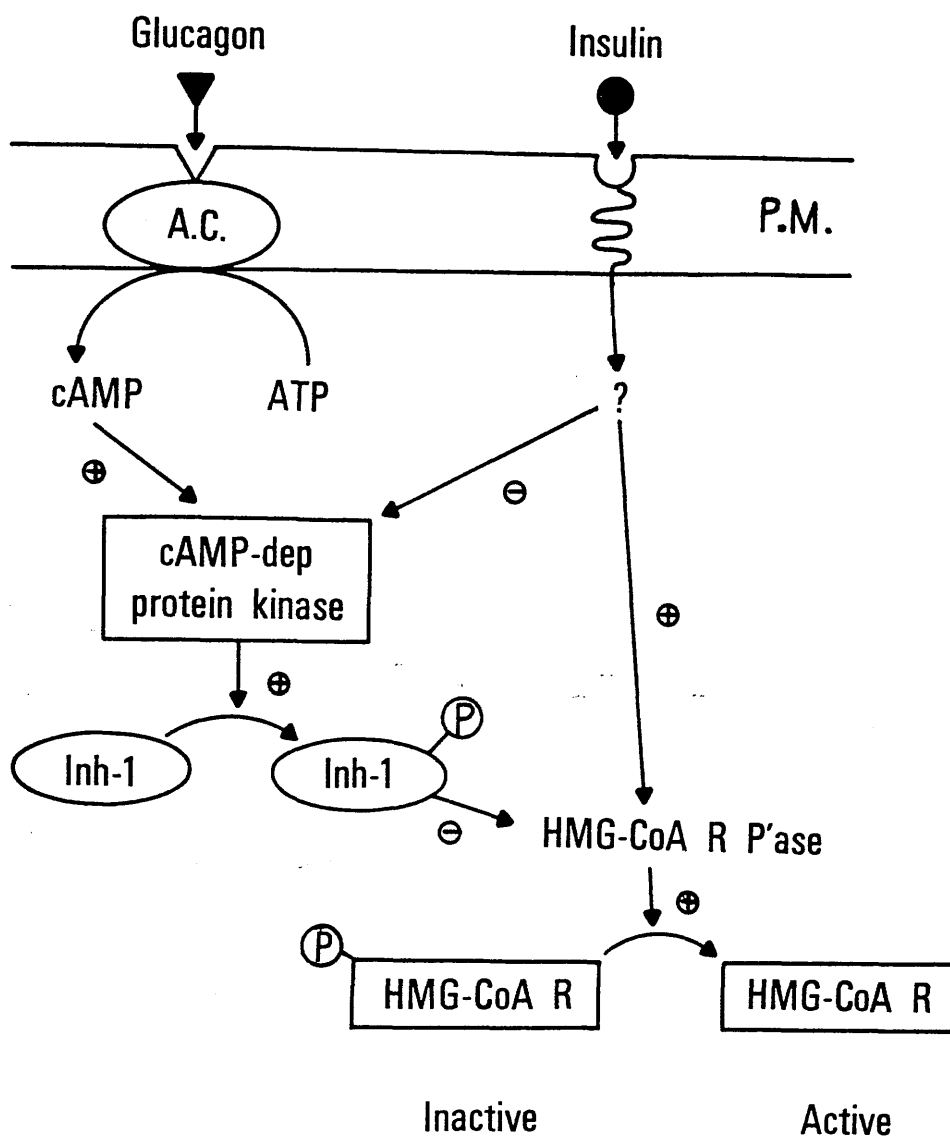 Glucagon
Insulin
A.C.
P.M.
cAMP
ATP
?
⊕
⊖
cAMP-dep
protein kinase
⊕
⊕
P
Inh-1
Inh-1
⊖
HMG-CoA R P'ase
⊕
P
HMG-CoA R
HMG-CoA R
Inactive
Active